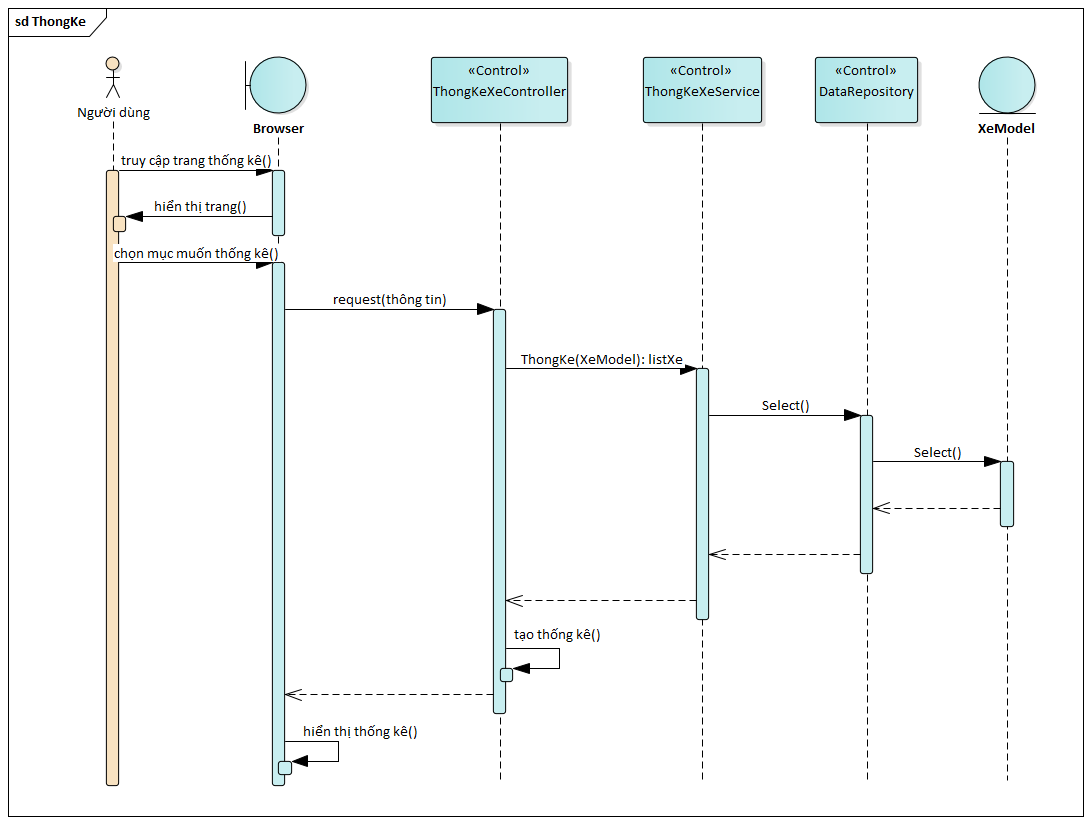 sd ThongKe
Người dùng
Browser
«Control»
ThongKeXeController
«Control»
ThongKeXeService
«Control»
DataRepository
XeModel
truy cập trang thống kê()
hiển thị trang()
chọn mục muốn thống kê()
request(thông tin)
ThongKe(XeModel): listXe
Select()
Select()
tạo thống kê()
hiển thị thống kê()